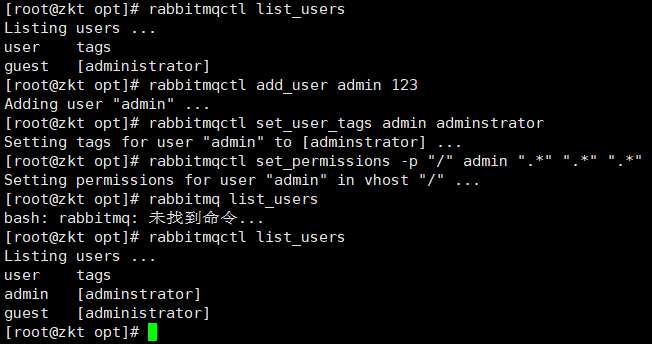 [root@zkt opt]# rabbitmqctl list_users
Listing users ...
user    tags
guest   [administrator]
[root@zkt opt]# rabbitmqctl add_user admin 123
Adding user "admin" ...
[root@zkt opt]# rabbitmqctl set_user_tags admin adminstrator
Setting tags for user "admin" to [adminstrator] ...
[root@zkt opt]# rabbitmqctl set_permissions -p "/" admin ".*" ".*" ".*"
Setting permissions for user "admin" in vhost "/" ...
[root@zkt opt]# rabbitmq list_users
bash: rabbitmq: 未找到命令...
[root@zkt opt]# rabbitmqctl list_users
Listing users ...
user    tags
admin   [adminstrator]
guest   [administrator]
[root@zkt opt]#